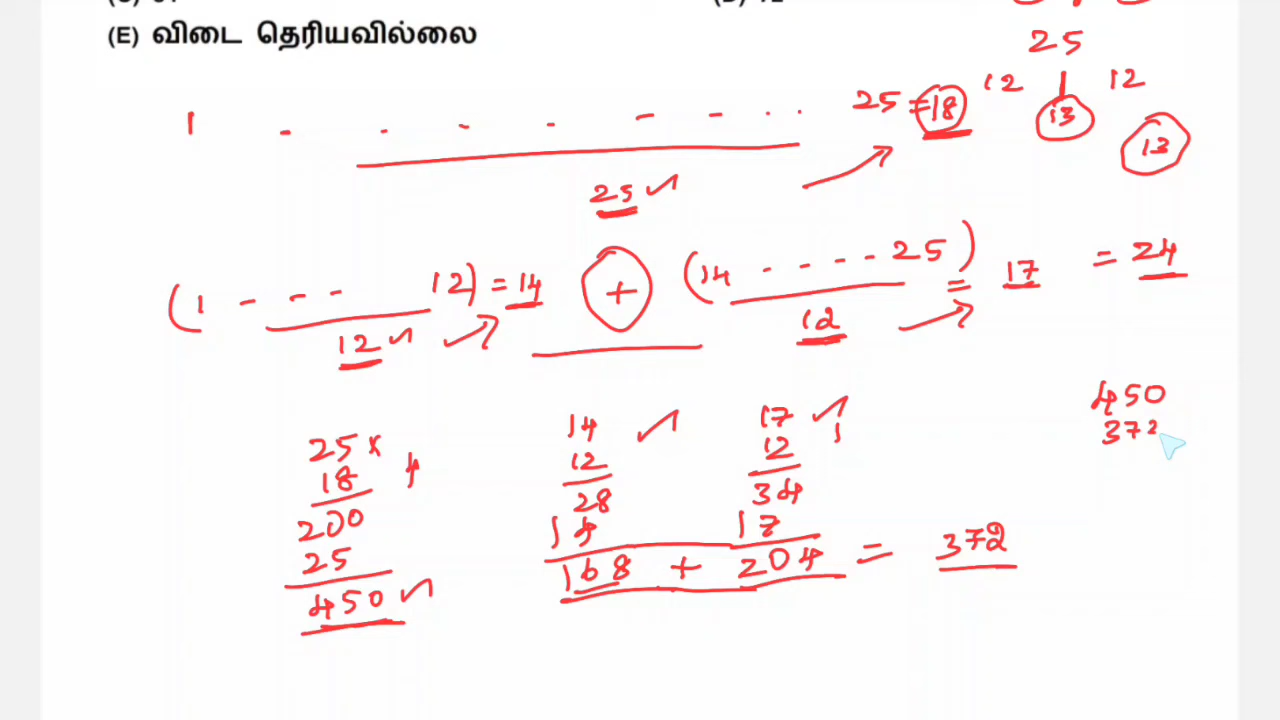 (E) விடை தெரியவில்லை
25
1 - - - - - - . . 25 = 18 12 13 12
25 13
(1 - - - 12) = 14 + (14 - - - - 25) = 17 = 24
12 12
450
372
25 × 14 17
18 12 12
200 28 34
25 14 17
450 168 + 204 = 372